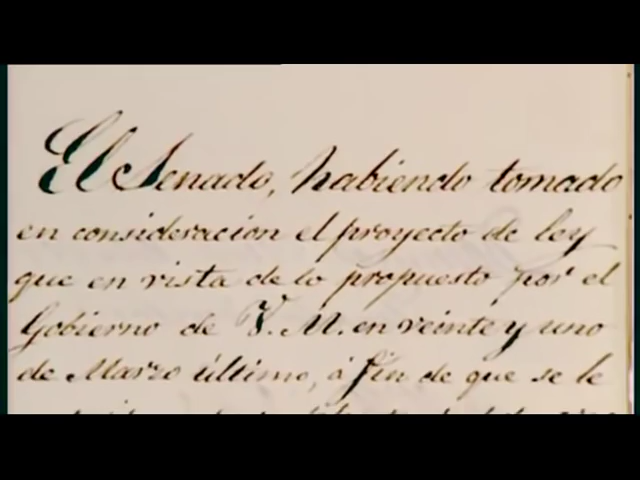 El Senado, habiendo tomado
en consideracion el proyecto de ley
que en vista de lo propuesto por el
Gobierno de V. M. en veinte y uno
de Marzo último, á fin de que se le